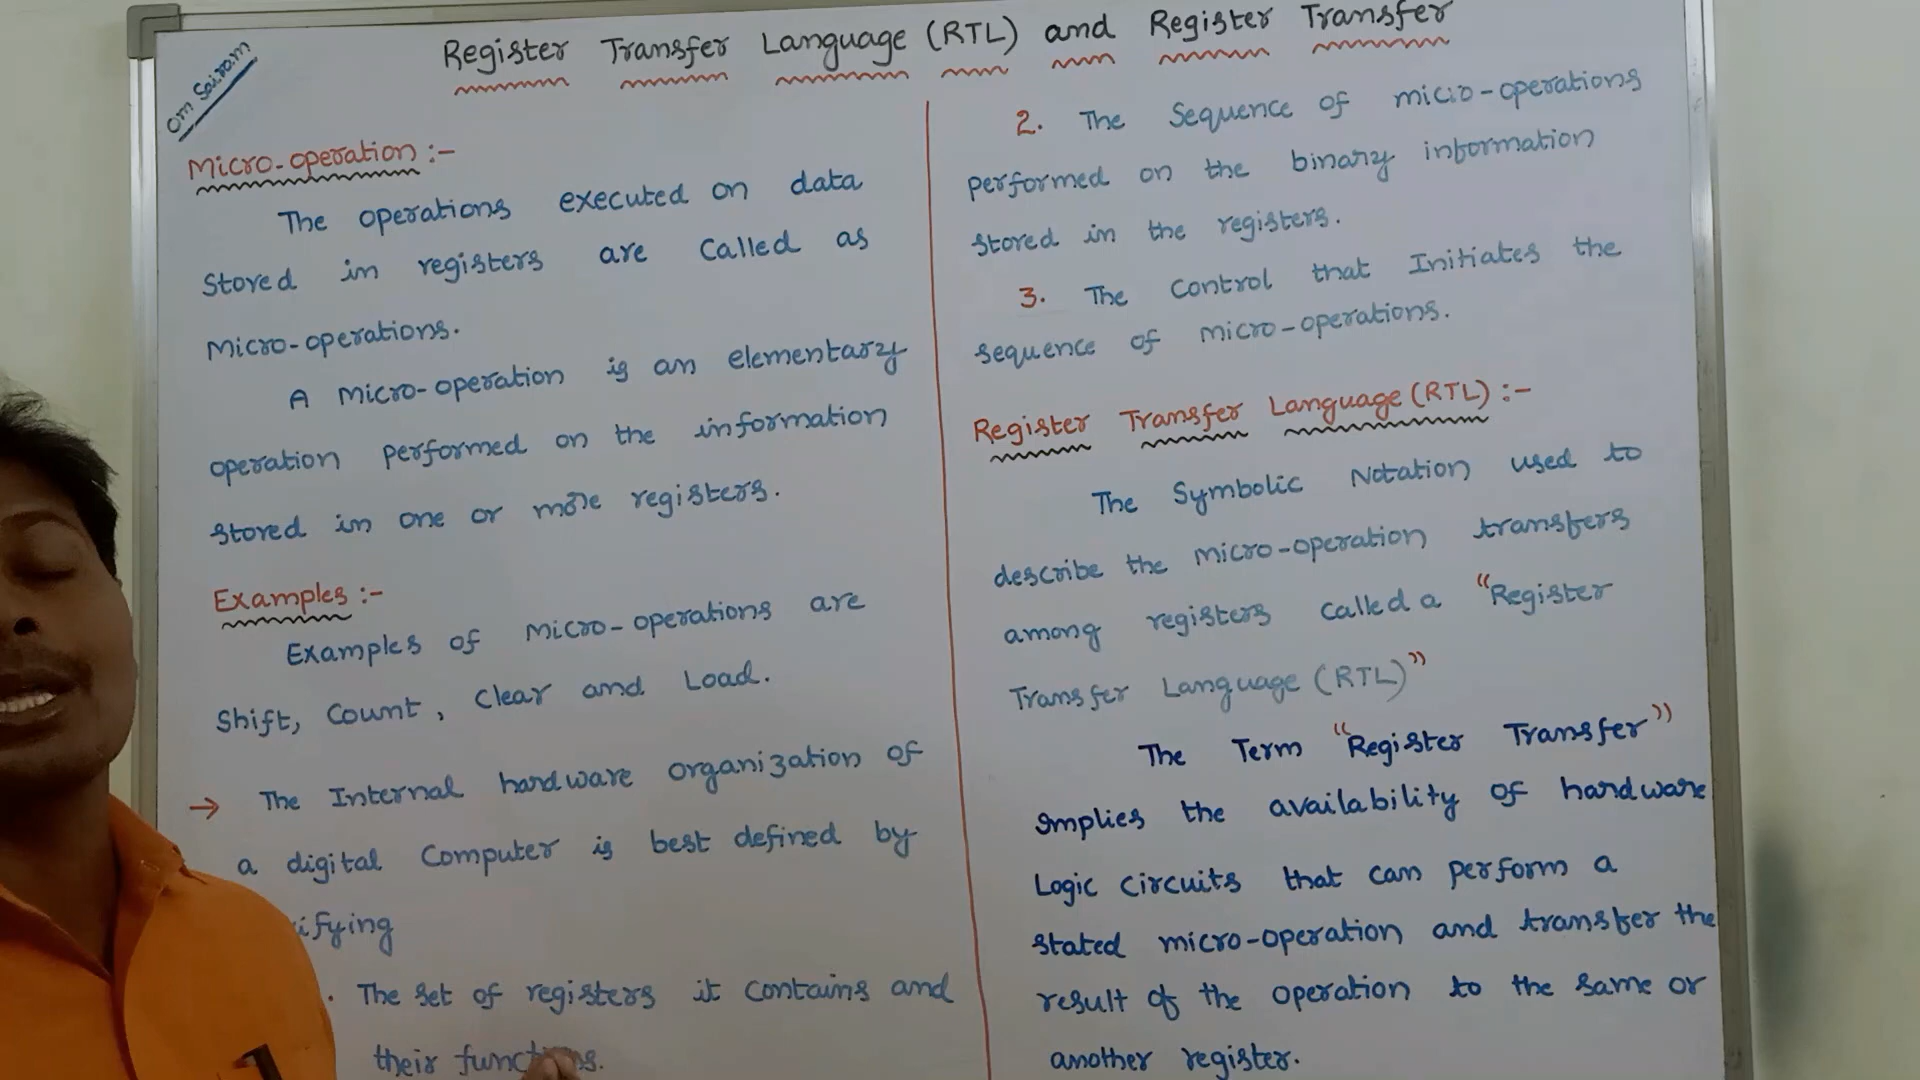 Om Sairam
Register Transfer Language (RTL) and Register Transfer
Micro-operation :-
The operations executed on data
stored in registers are called as
Micro-operations.
A Micro-operation is an elementary
operation performed on the information
stored in one or more registers.
Examples :-
Examples of micro-operations are
Shift, Count, Clear and Load.
→ The Internal hardware organization of
a digital Computer is best defined by
ifying
. The set of registers it contains and
their
2. The Sequence of micro-operations
performed on the binary information
stored in the registers.
3. The Control that Initiates the
sequence of micro-operations.
Register Transfer Language (RTL) :-
The Symbolic Notation used to
describe the micro-operation transfers
among registers called a "Register
Transfer Language (RTL)"
The Term "Register Transfer"
Implies the availability of hardware
Logic circuits that can perform a
stated micro-operation and transfer the
result of the operation to the same or
another register.